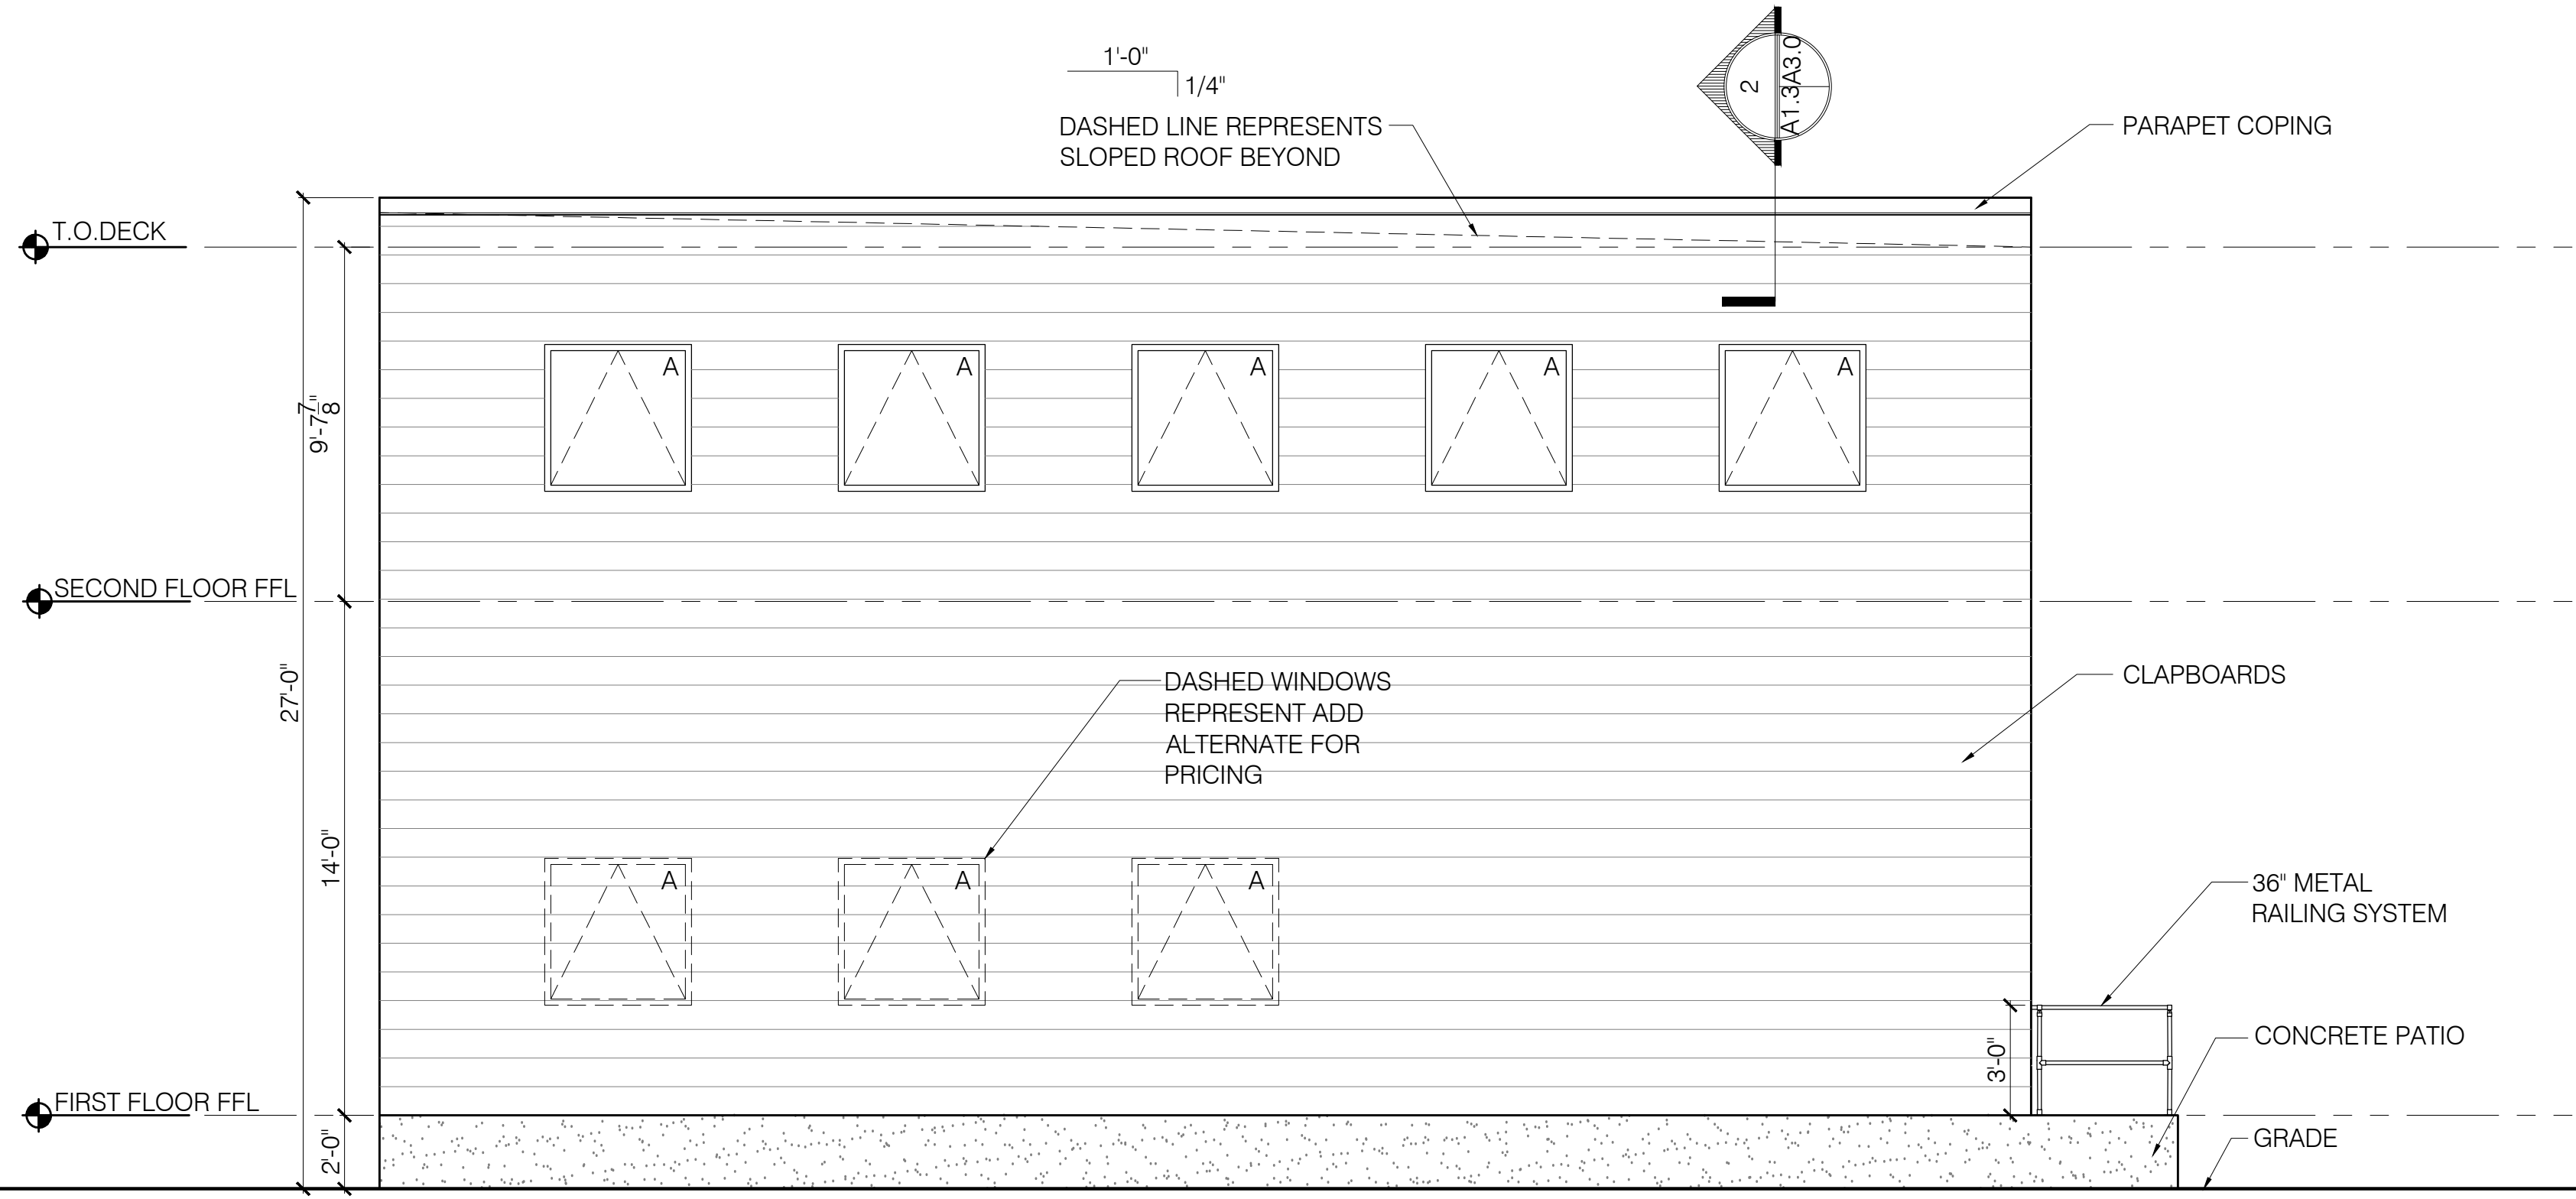 1'-0"
1/4"
DASHED LINE REPRESENTS
SLOPED ROOF BEYOND
2
A1.3A3.0
PARAPET COPING
T.O.DECK
A
A
A
A
A
9'-7 7/8"
SECOND FLOOR FFL
27'-0"
DASHED WINDOWS
REPRESENT ADD
ALTERNATE FOR
PRICING
CLAPBOARDS
14'-0"
A
A
A
36" METAL
RAILING SYSTEM
3'-0"
CONCRETE PATIO
FIRST FLOOR FFL
2'-0"
GRADE